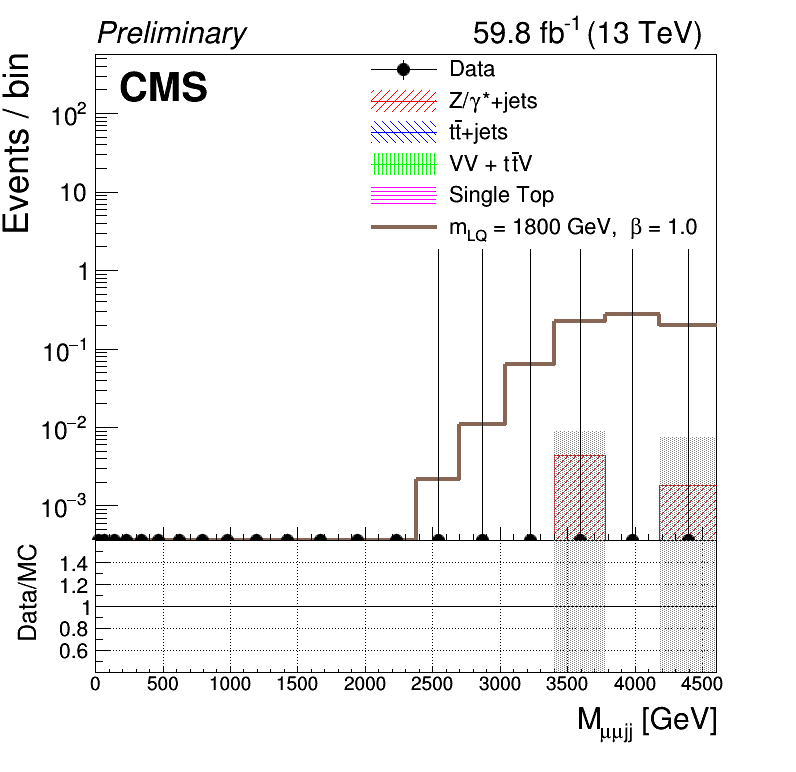 Preliminary 59.8 fb⁻¹ (13 TeV)
CMS
Data
Z/γ*+jets
tt̄+jets
VV + tt̄V
Single Top
m_LQ = 1800 GeV, β = 1.0
Events / bin
10²
10
1
10⁻¹
10⁻²
10⁻³
Data/MC
1.4
1.2
1
0.8
0.6
0 500 1000 1500 2000 2500 3000 3500 4000 4500
M_μμjj [GeV]